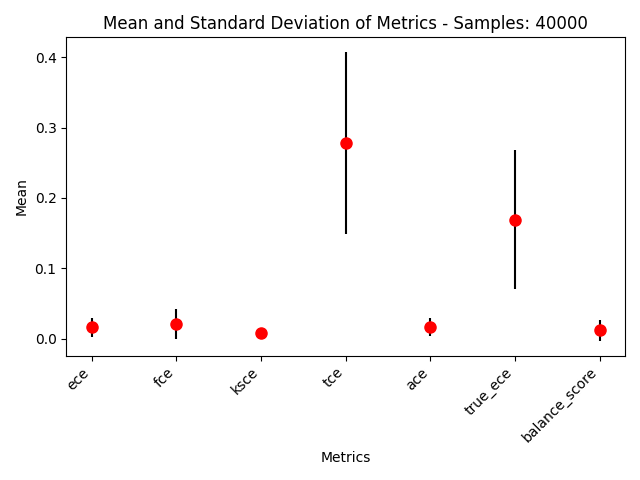 Mean and Standard Deviation of Metrics - Samples: 40000
Mean
0.4
0.3
0.2
0.1
0.0
ece
fce
ksce
tce
ace
true_ece
balance_score
Metrics